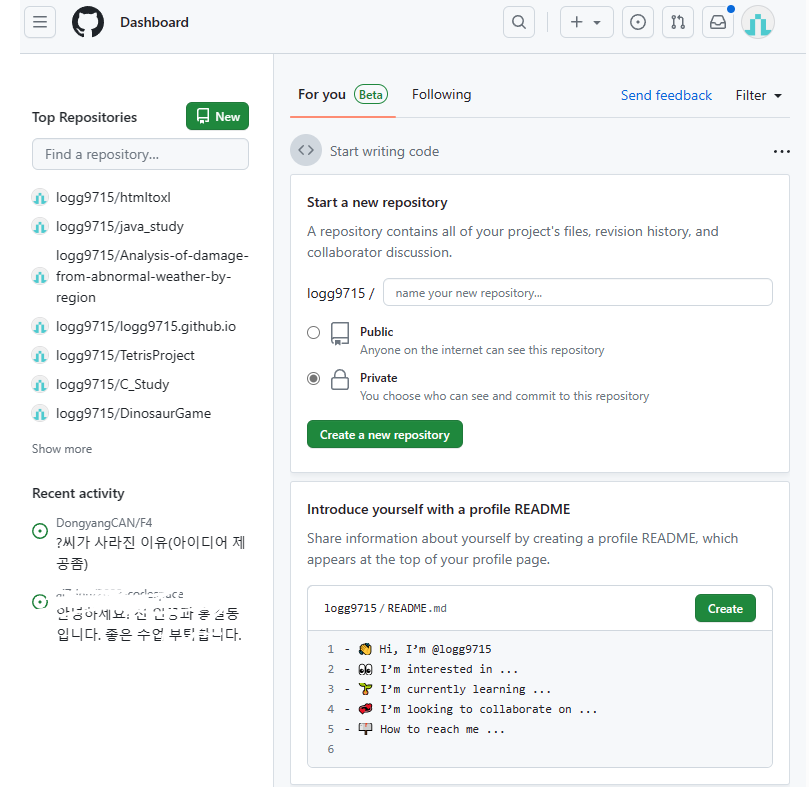 Dashboard
Top Repositories
New
Find a repository...
logg9715/htmltoxl
logg9715/java_study
logg9715/Analysis-of-damage-
from-abnormal-weather-by-
region
logg9715/logg9715.github.io
logg9715/TetrisProject
logg9715/C_Study
logg9715/DinosaurGame
Show more
Recent activity
DongyangCAN/F4
?씨가 사라진 이유(아이디어 제
공좀)
안녕하세요!
입니다. 좋은 수업 부탁합니다.
For you Beta Following Send feedback Filter
Start writing code
Start a new repository
A repository contains all of your project's files, revision history, and
collaborator discussion.
logg9715 / name your new repository...
Public
Anyone on the internet can see this repository
Private
You choose who can see and commit to this repository
Create a new repository
Introduce yourself with a profile README
Share information about yourself by creating a profile README, which
appears at the top of your profile page.
logg9715/README.md Create
1 - 👋 Hi, I’m @logg9715
2 - 👀 I’m interested in ...
3 - 🌱 I’m currently learning ...
4 - 💞️ I’m looking to collaborate on ...
5 - 📫 How to reach me ...
6